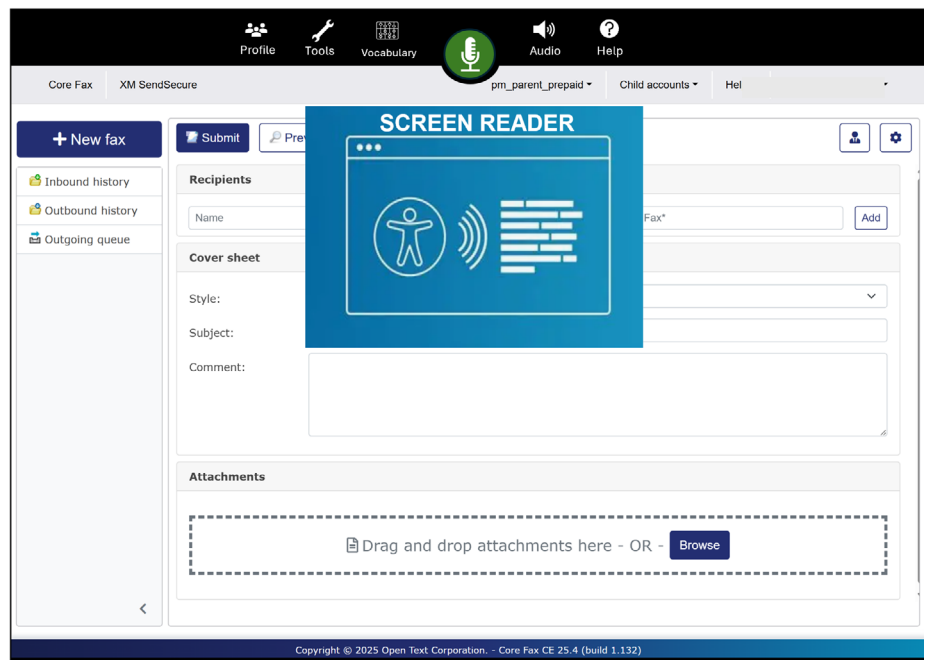 Profile Tools Vocabulary Audio Help
Core Fax XM SendSecure pm_parent_prepaid Child accounts Hel
+ New fax
Inbound history
Outbound history
Outgoing queue
Submit
SCREEN READER
Recipients
Name Fax* Add
Cover sheet
Style:
Subject:
Comment:
Attachments
Drag and drop attachments here - OR - Browse
Copyright © 2025 Open Text Corporation. - Core Fax CE 25.4 (build 1.132)